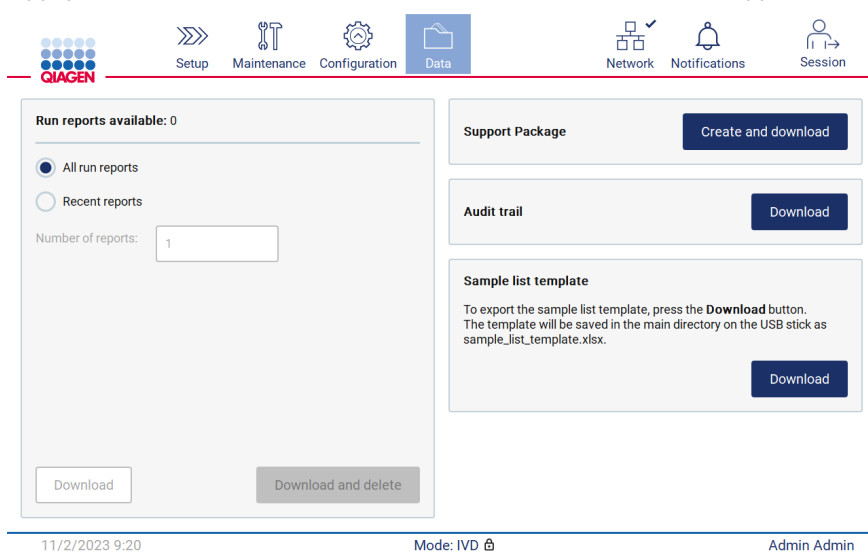 QIAGEN
Setup Maintenance Configuration Data Network Notifications Session
Run reports available: 0
All run reports
Recent reports
Number of reports: 1
Download Download and delete
Support Package Create and download
Audit trail Download
Sample list template
To export the sample list template, press the Download button.
The template will be saved in the main directory on the USB stick as
sample_list_template.xlsx.
Download
11/2/2023 9:20 Mode: IVD Admin Admin